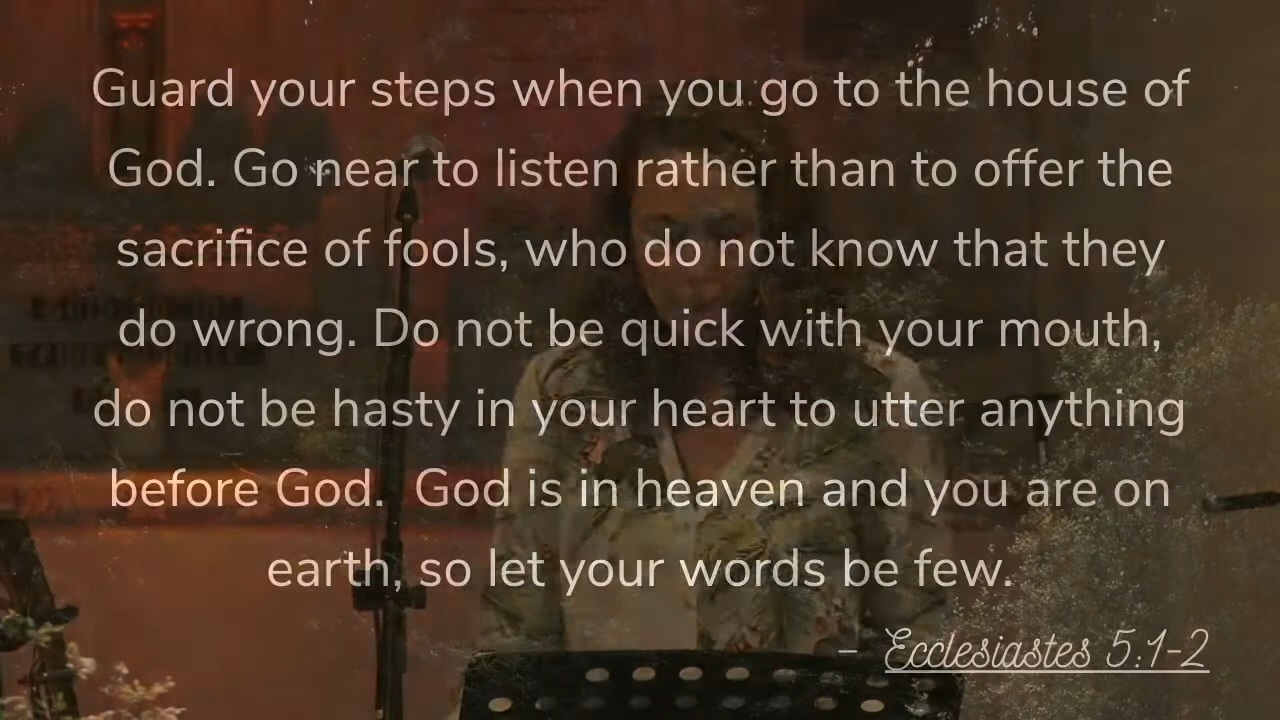 Guard your steps when you go to the house of
God. Go near to listen rather than to offer the
sacrifice of fools, who do not know that they
do wrong. Do not be quick with your mouth,
do not be hasty in your heart to utter anything
before God.  God is in heaven and you are on
earth, so let your words be few.
– Ecclesiastes 5:1-2